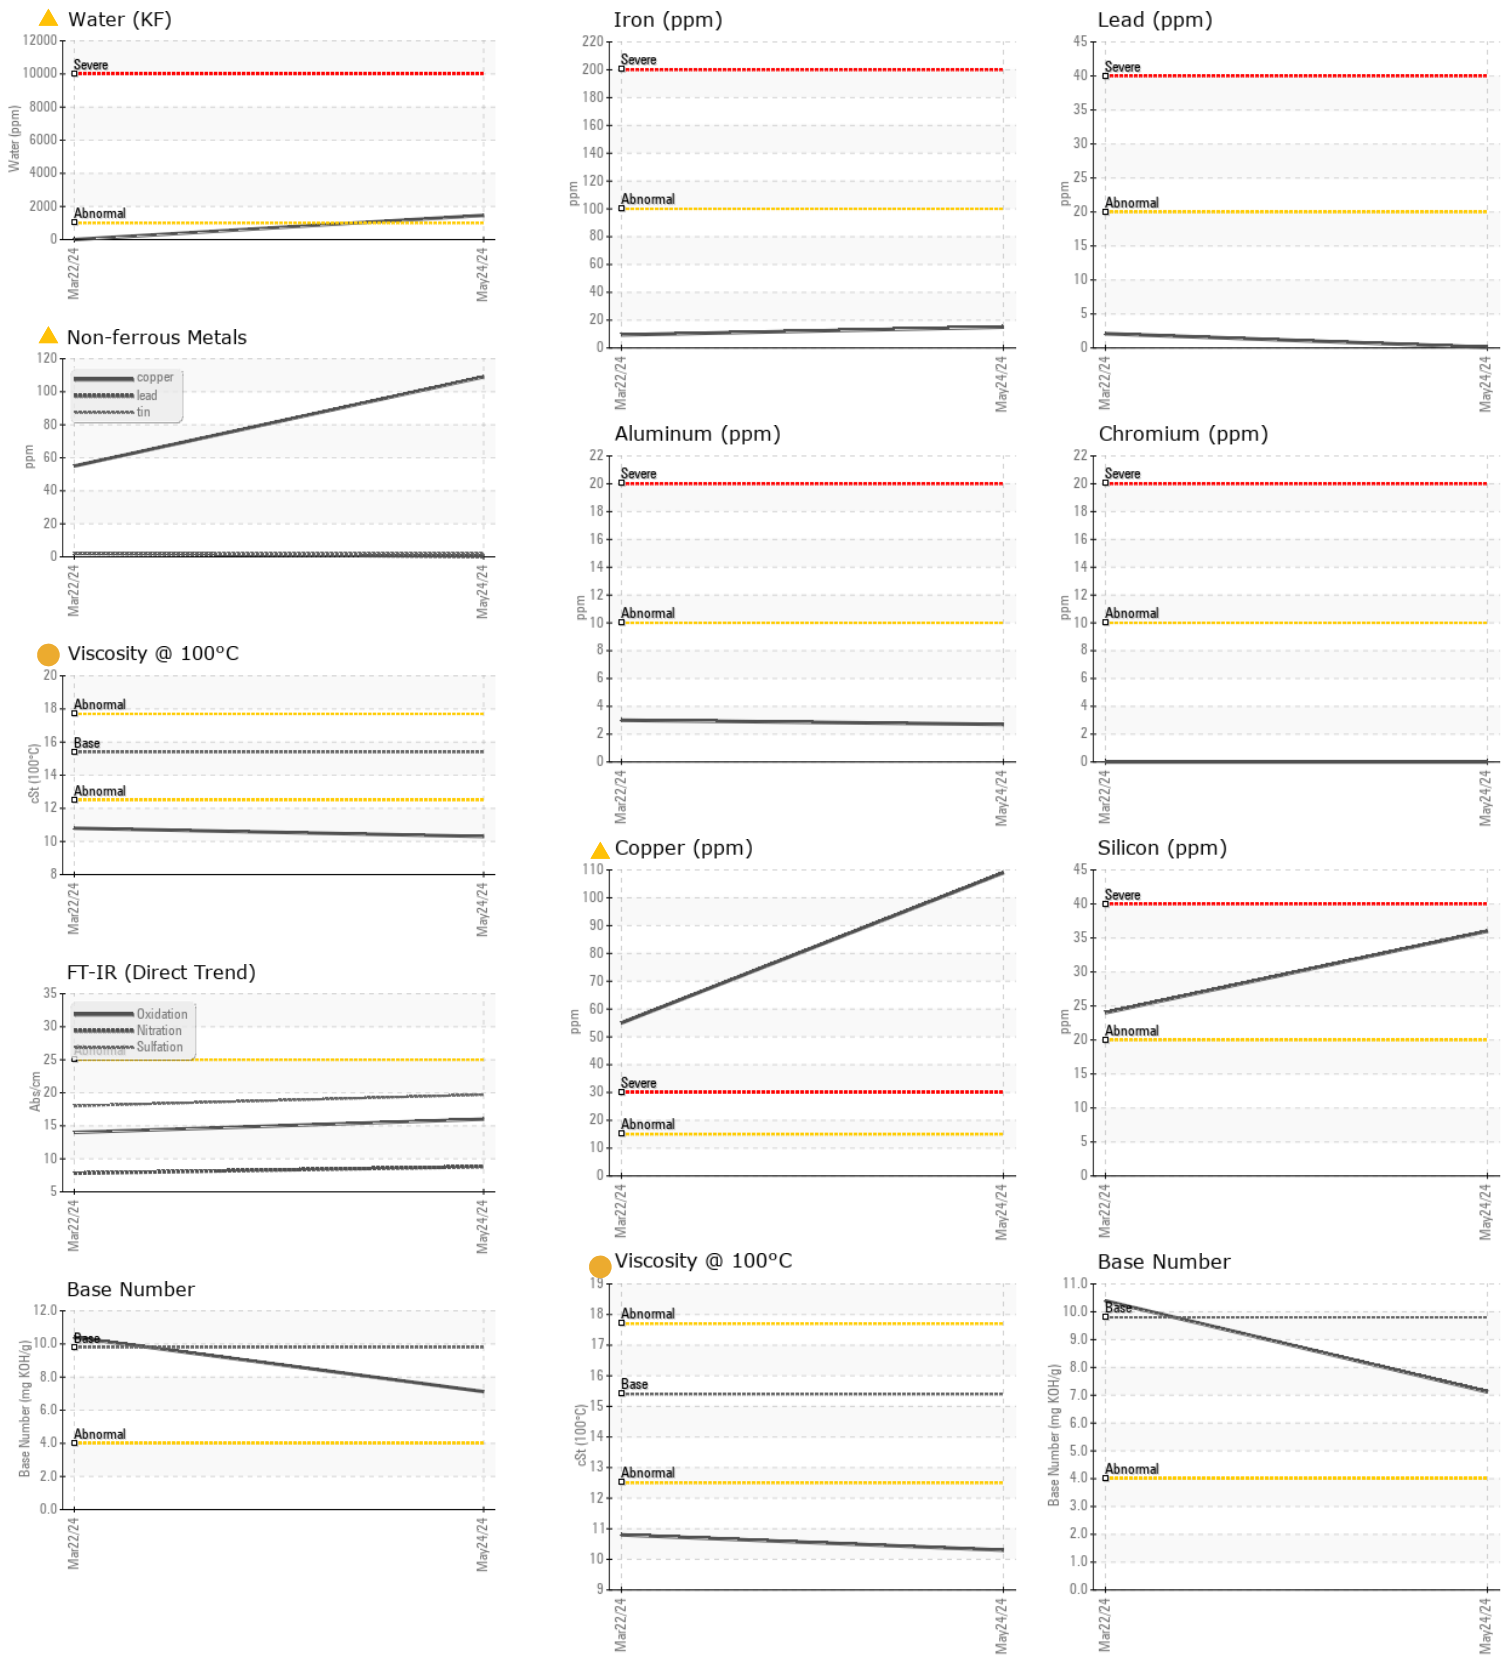 Water (KF)
12000
10000
8000
6000
4000
2000
0
Water (ppm)
Severe
Abnormal
Mar22/24
May24/24
Non-ferrous Metals
120
100
80
60
40
20
0
ppm
copper
lead
tin
Mar22/24
May24/24
Viscosity @ 100°C
20
18
16
14
12
10
8
cSt (100°C)
Abnormal
Base
Abnormal
Mar22/24
May24/24
FT-IR (Direct Trend)
35
30
25
20
15
10
5
Abs/cm
Oxidation
Nitration
Sulfation
Abnormal
Mar22/24
May24/24
Base Number
12.0
10.0
8.0
6.0
4.0
2.0
0.0
Base Number (mg KOH/g)
Base
Abnormal
Mar22/24
May24/24
Iron (ppm)
220
200
180
160
140
120
100
80
60
40
20
0
ppm
Severe
Abnormal
Mar22/24
May24/24
Lead (ppm)
45
40
35
30
25
20
15
10
5
0
ppm
Severe
Abnormal
Mar22/24
May24/24
Aluminum (ppm)
22
20
18
16
14
12
10
8
6
4
2
0
ppm
Severe
Abnormal
Mar22/24
May24/24
Chromium (ppm)
22
20
18
16
14
12
10
8
6
4
2
0
ppm
Severe
Abnormal
Mar22/24
May24/24
Copper (ppm)
110
100
90
80
70
60
50
40
30
20
10
0
ppm
Severe
Abnormal
Mar22/24
May24/24
Silicon (ppm)
45
40
35
30
25
20
15
10
5
0
ppm
Severe
Abnormal
Mar22/24
May24/24
Viscosity @ 100°C
19
18
17
16
15
14
13
12
11
10
9
cSt (100°C)
Abnormal
Base
Abnormal
Mar22/24
May24/24
Base Number
11.0
10.0
9.0
8.0
7.0
6.0
5.0
4.0
3.0
2.0
1.0
0.0
Base Number (mg KOH/g)
Base
Abnormal
Mar22/24
May24/24